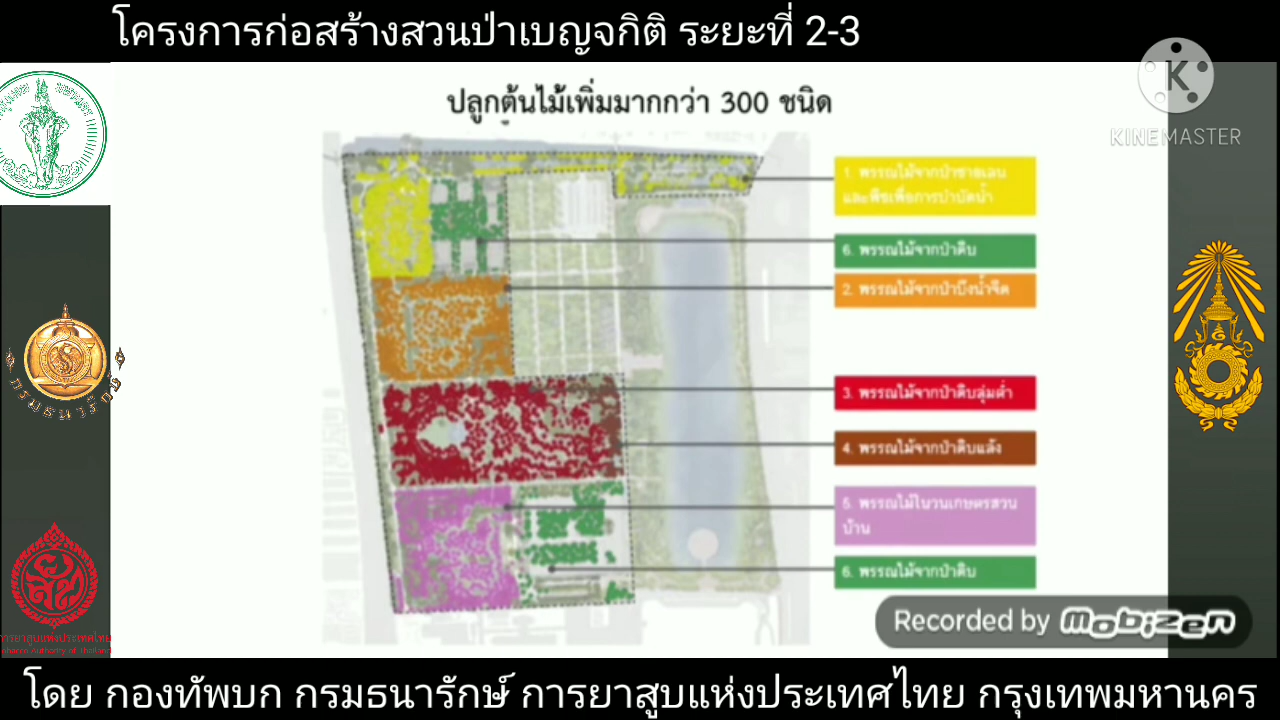 โครงการก่อสร้างสวนป่าเบญจกิติ ระยะที่ 2-3
ปลูกต้นไม้เพิ่มมากกว่า 300 ชนิด
K
KINEMASTER
1. พรรณไม้จากป่าชายเลน
และพืชเพื่อการบำบัดน้ำ
6. พรรณไม้จากป่าดิบ
2. พรรณไม้จากป่าบึงน้ำจืด
3. พรรณไม้จากป่าดิบลุ่มต่ำ
4. พรรณไม้จากป่าดิบแล้ง
5. พรรณไม้ในวนเกษตรสวน
บ้าน
6. พรรณไม้จากป่าดิบ
กรมธนารักษ์
การยาสูบแห่งประเทศไทย
Tobacco Authority of Thailand
Recorded by Mobizen
โดย กองทัพบก กรมธนารักษ์ การยาสูบแห่งประเทศไทย กรุงเทพมหานคร